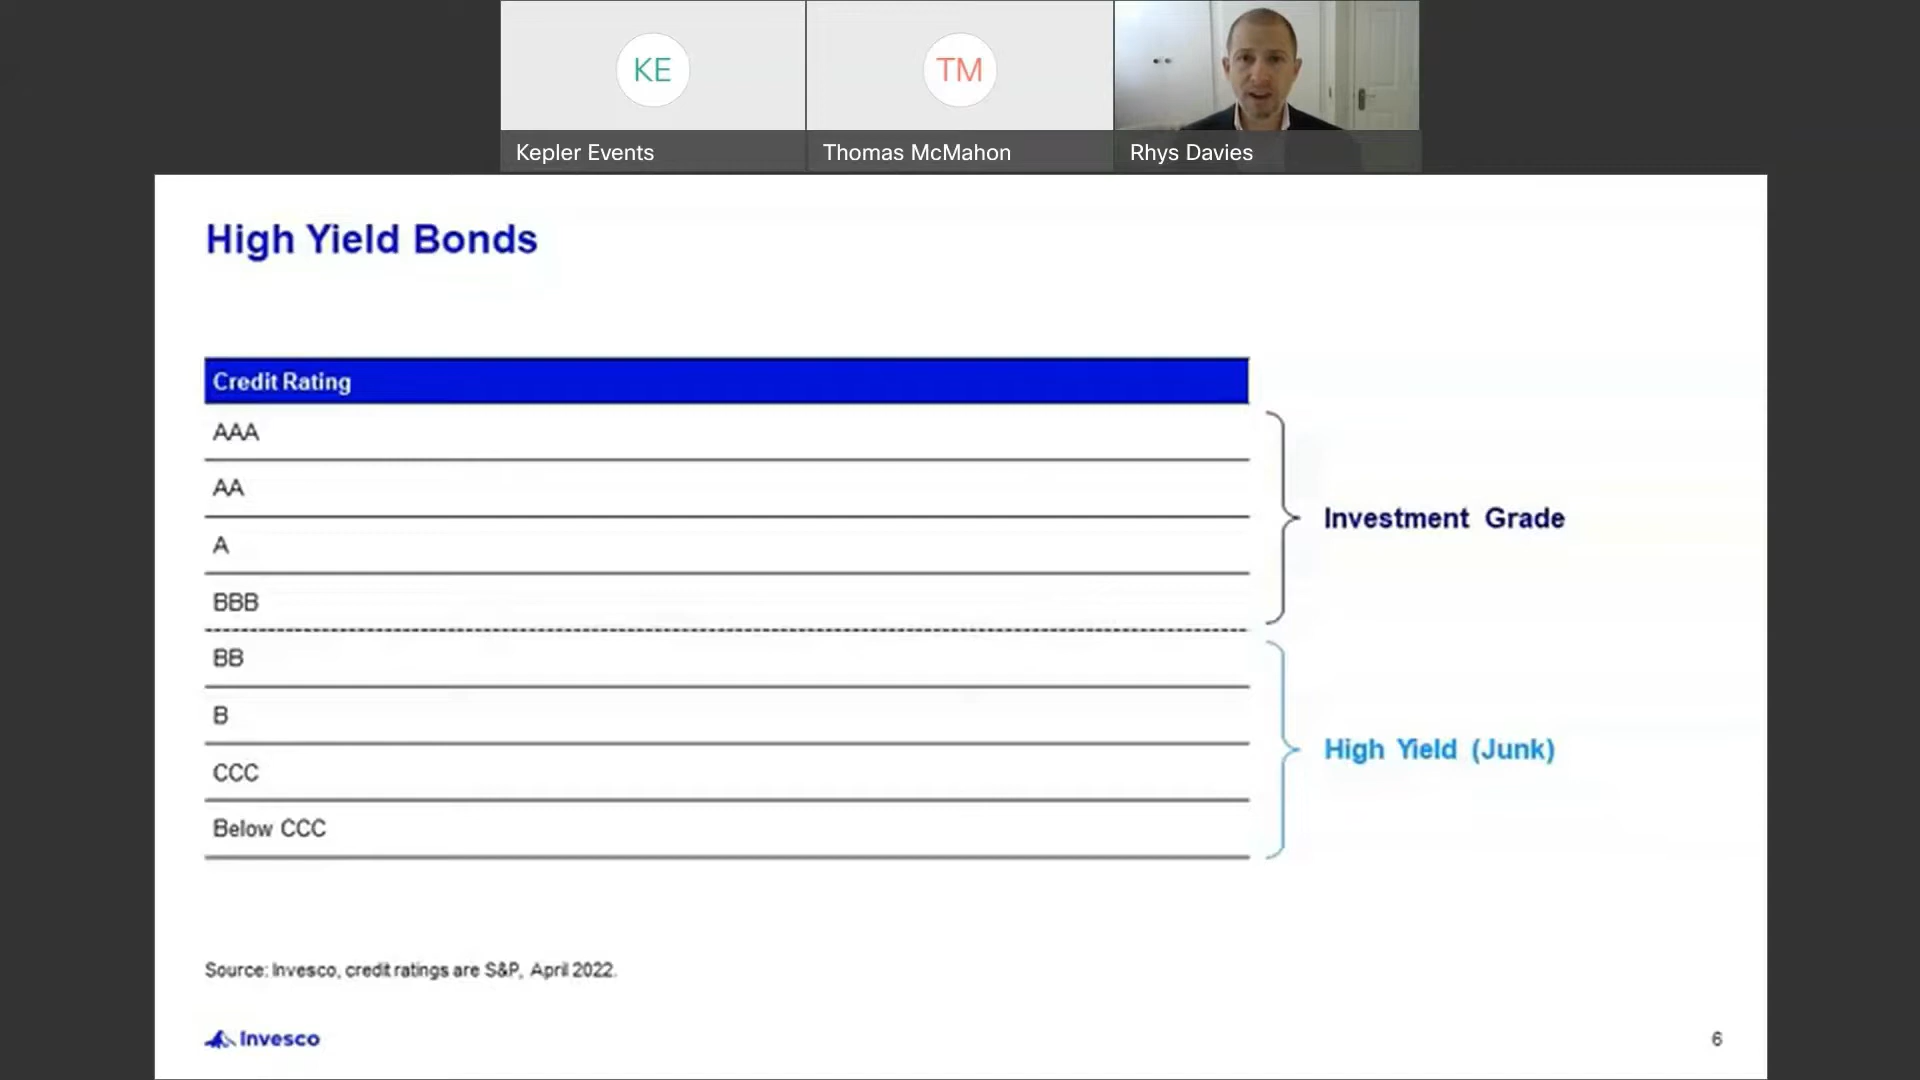 KE
TM
Kepler Events
Thomas McMahon
Rhys Davies
High Yield Bonds
Credit Rating
AAA
AA
A
BBB
Investment Grade
BB
B
CCC
Below CCC
High Yield (Junk)
Source: Invesco, credit ratings are S&P, April 2022.
Invesco
6